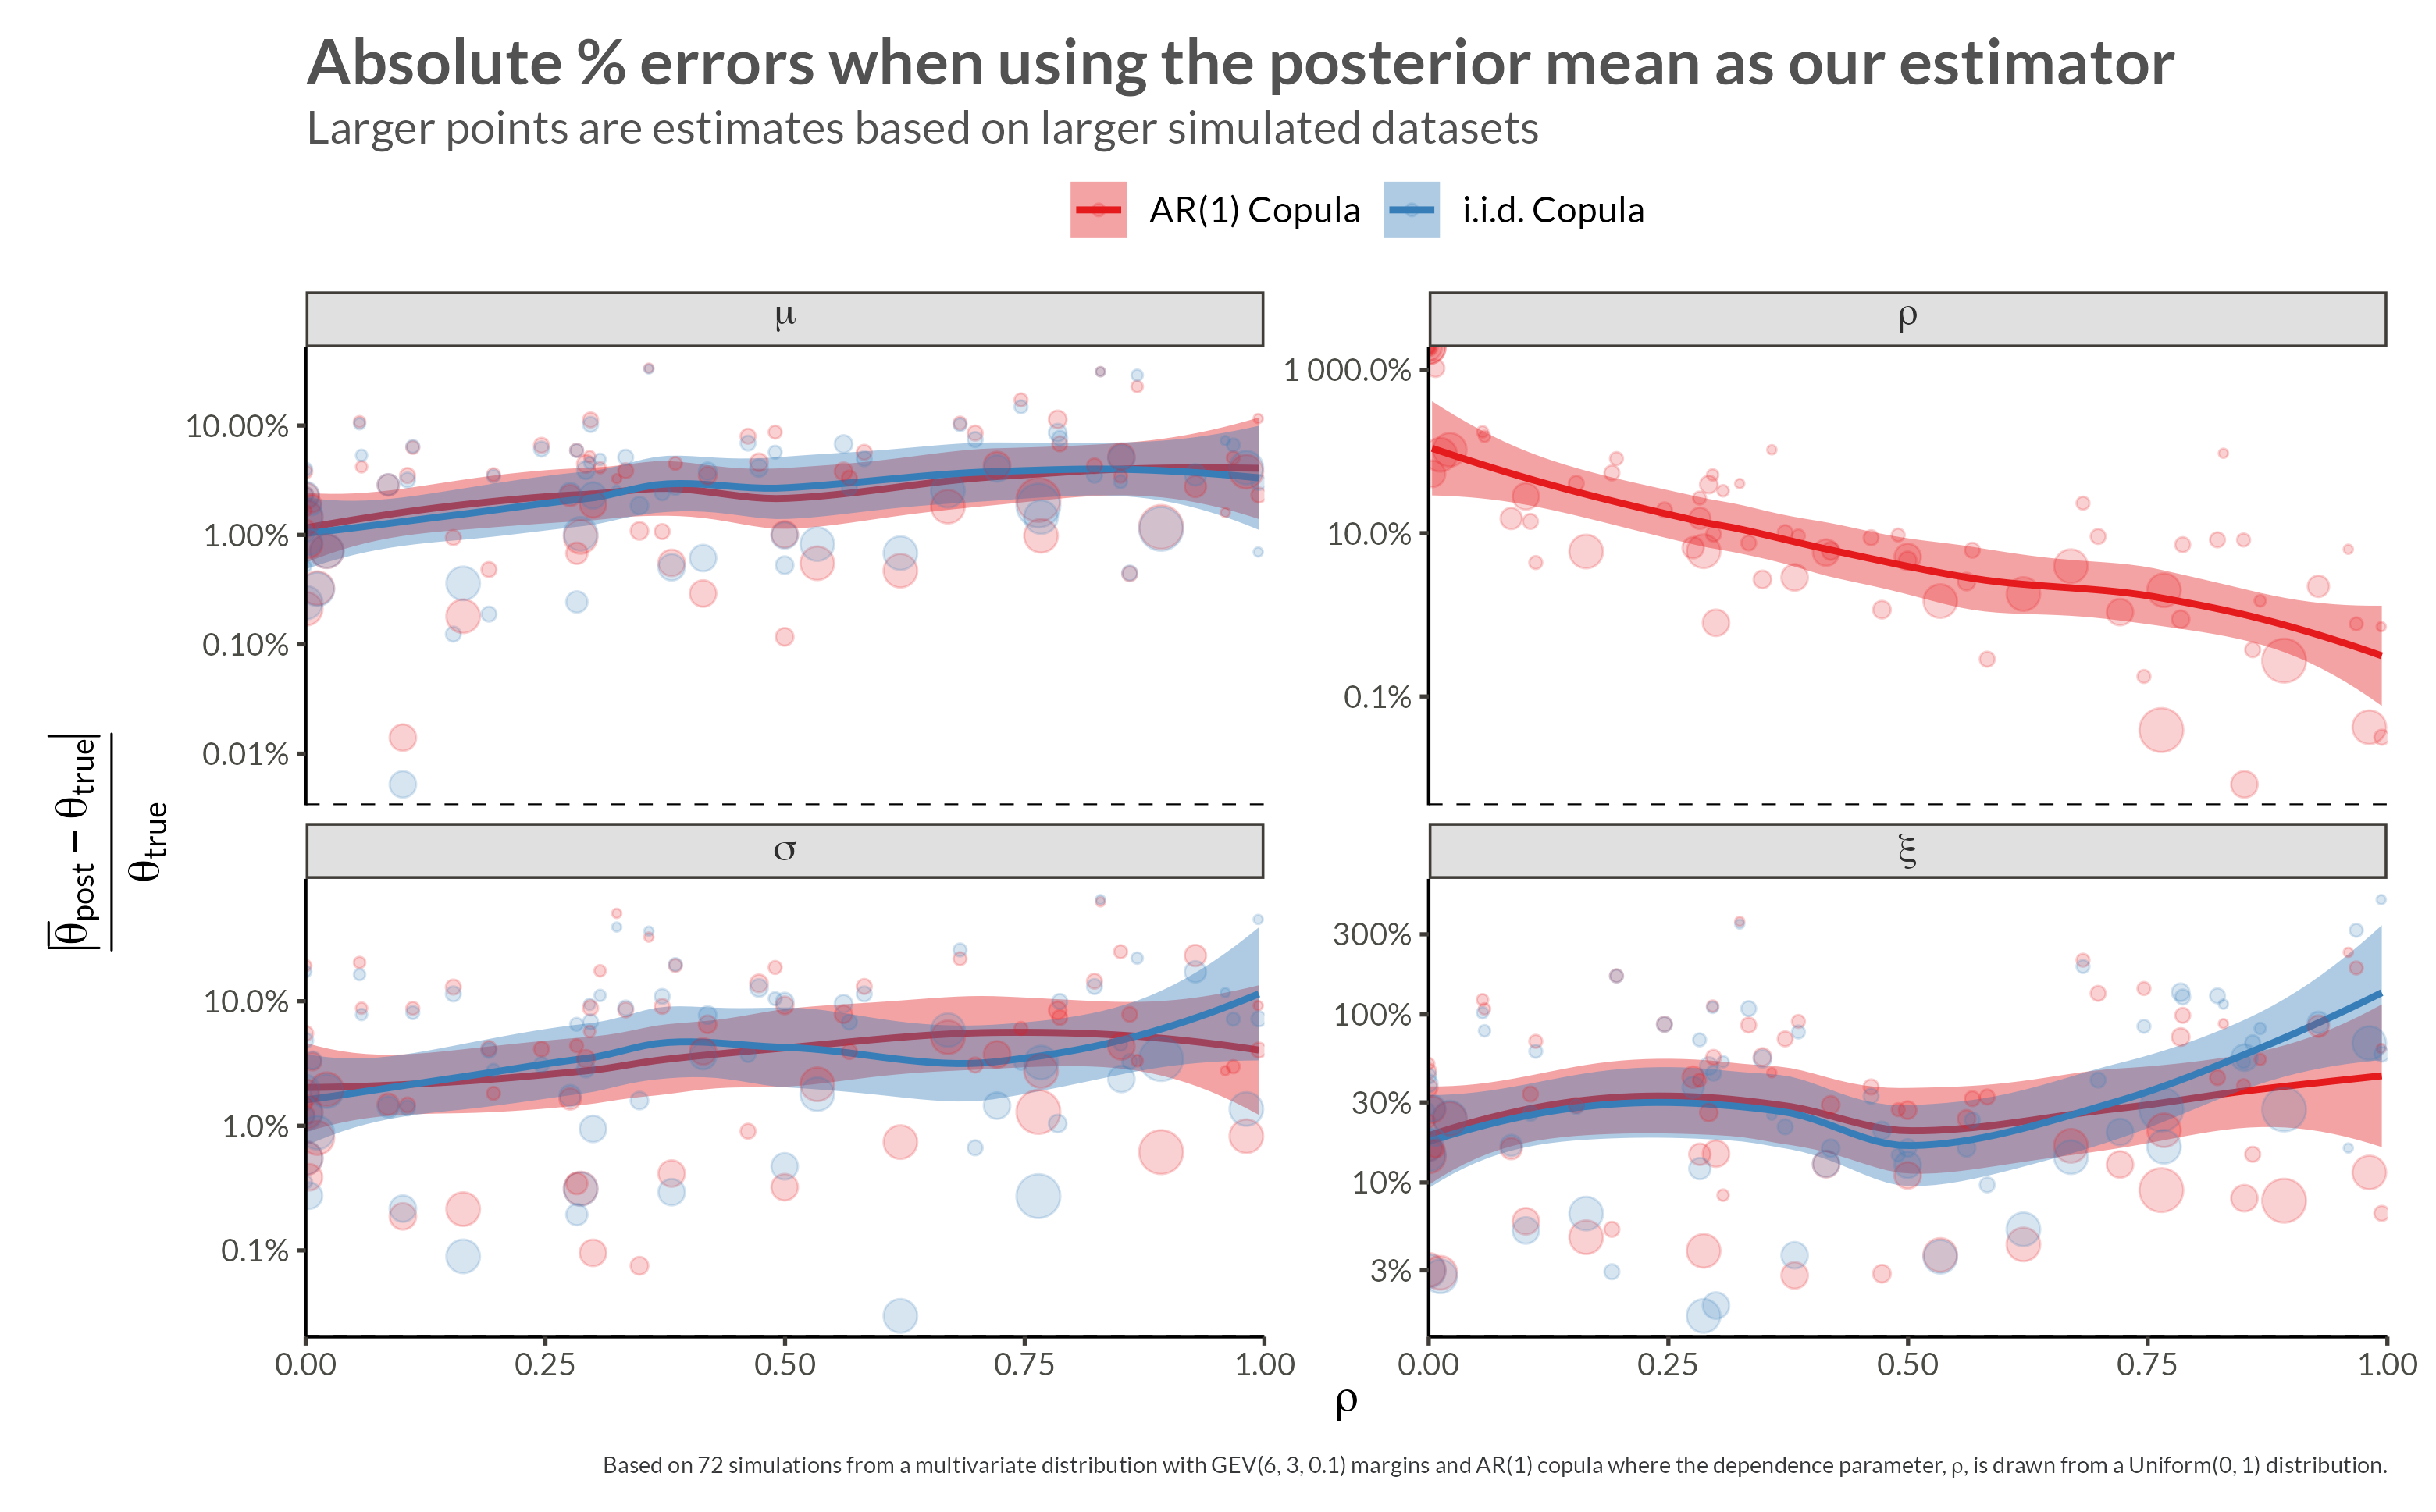 Absolute % errors when using the posterior mean as our estimator
Larger points are estimates based on larger simulated datasets
AR(1) Copula
i.i.d. Copula
μ
10.00%
1.00%
0.10%
0.01%
ρ
1 000.0%
10.0%
0.1%
|θ̅post − θtrue|
θtrue
σ
10.0%
1.0%
0.1%
0.00 0.25 0.50 0.75 1.00
ξ
300%
100%
30%
10%
3%
0.00 0.25 0.50 0.75 1.00
ρ
Based on 72 simulations from a multivariate distribution with GEV(6, 3, 0.1) margins and AR(1) copula where the dependence parameter, ρ, is drawn from a Uniform(0, 1) distribution.